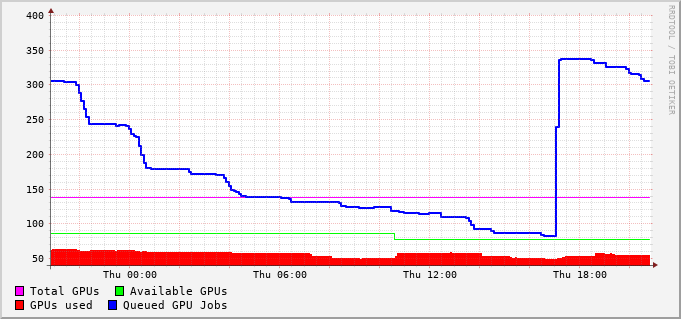 400
350
300
250
200
150
100
50
Thu 00:00 Thu 06:00 Thu 12:00 Thu 18:00
Total GPUs Available GPUs
GPUs used Queued GPU Jobs
RRDTOOL / TOBI OETIKER